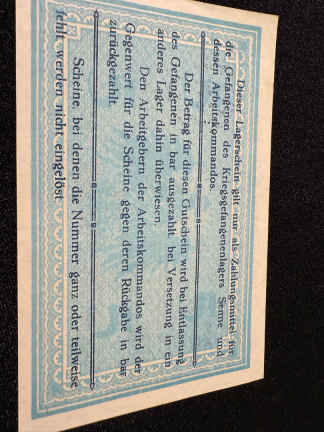 Dieser Lagerschein gilt nur als Zahlungsmittel für
die Gefangenen des Kriegsgefangenenlagers Senne und
dessen Arbeitskommandos.
Der Betrag für diesen Gutschein wird bei Entlassung
des Gefangenen in bar ausgezahlt, bei Versetzung in ein
anderes Lager dahin überwiesen.
Den Arbeitgebern der Arbeitskommandos wird der
Gegenwert für die Scheine gegen deren Rückgabe in bar
zurückgezahlt.
Scheine, bei denen die Nummer ganz oder teilweise
fehlt, werden nicht eingelöst.